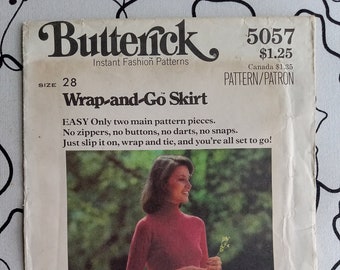 Butterick
5057
$1.25
Instant Fashion Patterns
Canada $1.35
PATTERN/PATRON
SIZE 28
Wrap-and-Go Skirt
EASY Only two main pattern pieces.
No zippers, no buttons, no darts, no snaps.
Just slip it on, wrap and tie, and you're all set to go!